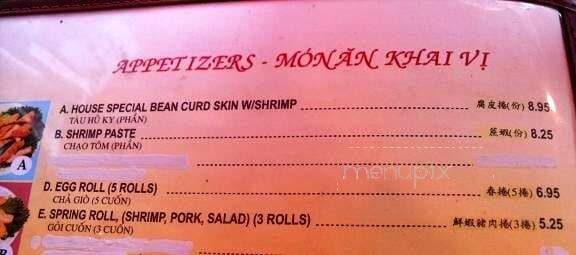 APPETIZERS - MÓN ĂN KHAI VỊ
A. HOUSE SPECIAL BEAN CURD SKIN W/SHRIMP 腐皮捲(份) 8.95
TÀU HỦ KY (PHẦN)
B. SHRIMP PASTE 蔗蝦(份) 8.25
CHẠO TÔM (PHẦN)
A
menupix
D. EGG ROLL (5 ROLLS) 春捲(5捲) 6.95
CHẢ GIÒ (5 CUỐN)
E. SPRING ROLL, (SHRIMP, PORK, SALAD) (3 ROLLS) 鮮蝦豬肉捲(3捲) 5.25
GỎI CUỐN (3 CUỐN)